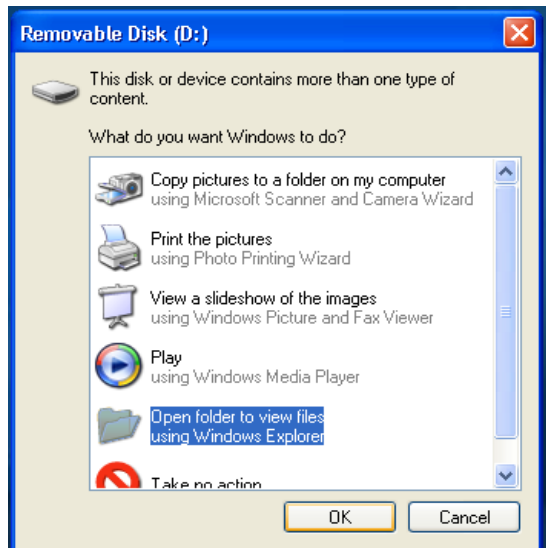 Removable Disk (D:)
This disk or device contains more than one type of
content.
What do you want Windows to do?
Copy pictures to a folder on my computer
using Microsoft Scanner and Camera Wizard
Print the pictures
using Photo Printing Wizard
View a slideshow of the images
using Windows Picture and Fax Viewer
Play
using Windows Media Player
Open folder to view files
using Windows Explorer
Take no action
OK Cancel